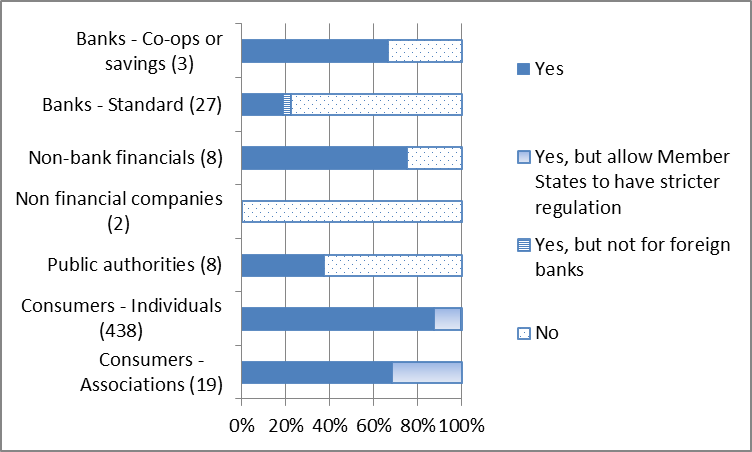 Banks - Co-ops or
savings (3)
Banks - Standard (27)
Non-bank financials (8)
Non financial companies
(2)
Public authorities (8)
Consumers - Individuals
(438)
Consumers -
Associations (19)
0% 20% 40% 60% 80% 100%
Yes
Yes, but allow Member
States to have stricter
regulation
Yes, but not for foreign
banks
No